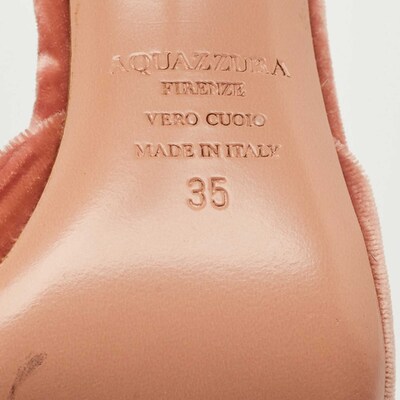 AQUAZZURA
FIRENZE
VERO CUOIO
MADE IN ITALY
35